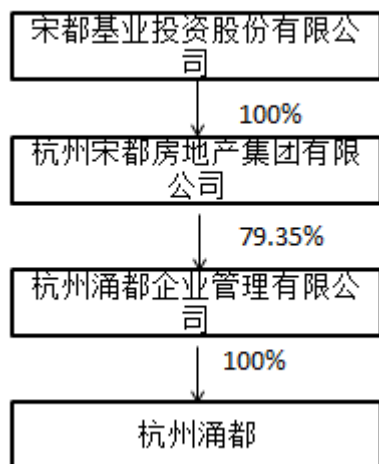 宋都基业投资股份有限公
司
100%
杭州宋都房地产集团有限
公司
79.35%
杭州涌都企业管理有限公
司
100%
杭州涌都